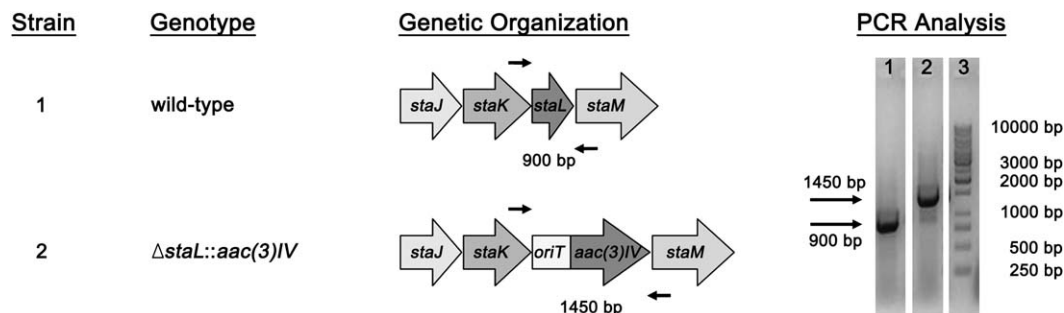 Strain Genotype Genetic Organization PCR Analysis
1 2 3
1 wild-type staJ staK staL staM
900 bp
10000 bp
3000 bp
2000 bp
1450 bp
1000 bp
900 bp
500 bp
250 bp
2 ΔstaL::aac(3)IV staJ staK oriT aac(3)IV staM
1450 bp